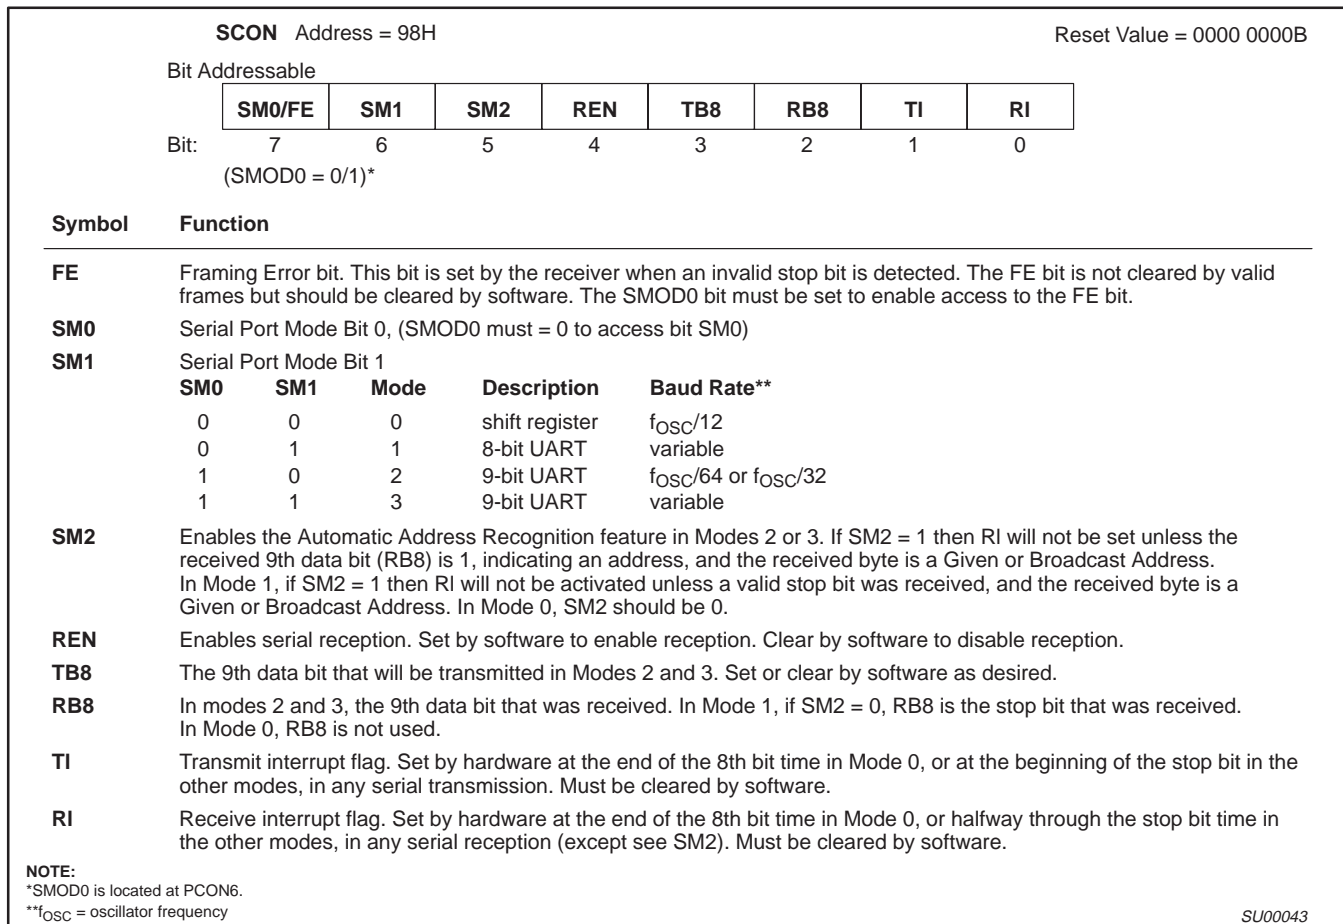 SCON Address = 98H Reset Value = 0000 0000B
Bit Addressable
SM0/FE SM1 SM2 REN TB8 RB8 TI RI
Bit: 7 6 5 4 3 2 1 0
(SMOD0 = 0/1)*
Symbol Function
FE Framing Error bit. This bit is set by the receiver when an invalid stop bit is detected. The FE bit is not cleared by valid
frames but should be cleared by software. The SMOD0 bit must be set to enable access to the FE bit.
SM0 Serial Port Mode Bit 0, (SMOD0 must = 0 to access bit SM0)
SM1 Serial Port Mode Bit 1
SM0 SM1 Mode Description Baud Rate**
0 0 0 shift register fOSC/12
0 1 1 8-bit UART variable
1 0 2 9-bit UART fOSC/64 or fOSC/32
1 1 3 9-bit UART variable
SM2 Enables the Automatic Address Recognition feature in Modes 2 or 3. If SM2 = 1 then RI will not be set unless the
received 9th data bit (RB8) is 1, indicating an address, and the received byte is a Given or Broadcast Address.
In Mode 1, if SM2 = 1 then RI will not be activated unless a valid stop bit was received, and the received byte is a
Given or Broadcast Address. In Mode 0, SM2 should be 0.
REN Enables serial reception. Set by software to enable reception. Clear by software to disable reception.
TB8 The 9th data bit that will be transmitted in Modes 2 and 3. Set or clear by software as desired.
RB8 In modes 2 and 3, the 9th data bit that was received. In Mode 1, if SM2 = 0, RB8 is the stop bit that was received.
In Mode 0, RB8 is not used.
TI Transmit interrupt flag. Set by hardware at the end of the 8th bit time in Mode 0, or at the beginning of the stop bit in the
other modes, in any serial transmission. Must be cleared by software.
RI Receive interrupt flag. Set by hardware at the end of the 8th bit time in Mode 0, or halfway through the stop bit time in
the other modes, in any serial reception (except see SM2). Must be cleared by software.
NOTE:
*SMOD0 is located at PCON6.
**fOSC = oscillator frequency SU00043